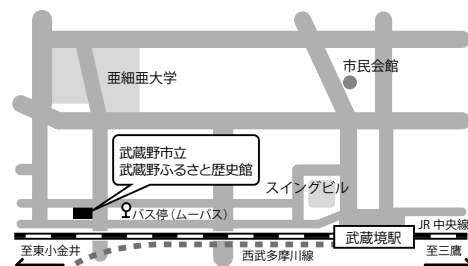 市民会館
亜細亜大学
武蔵野市立
武蔵野ふるさと歴史館
スイングビル
バス停（ムーバス）
JR 中央線
武蔵境駅
至東小金井
西武多摩川線
至三鷹